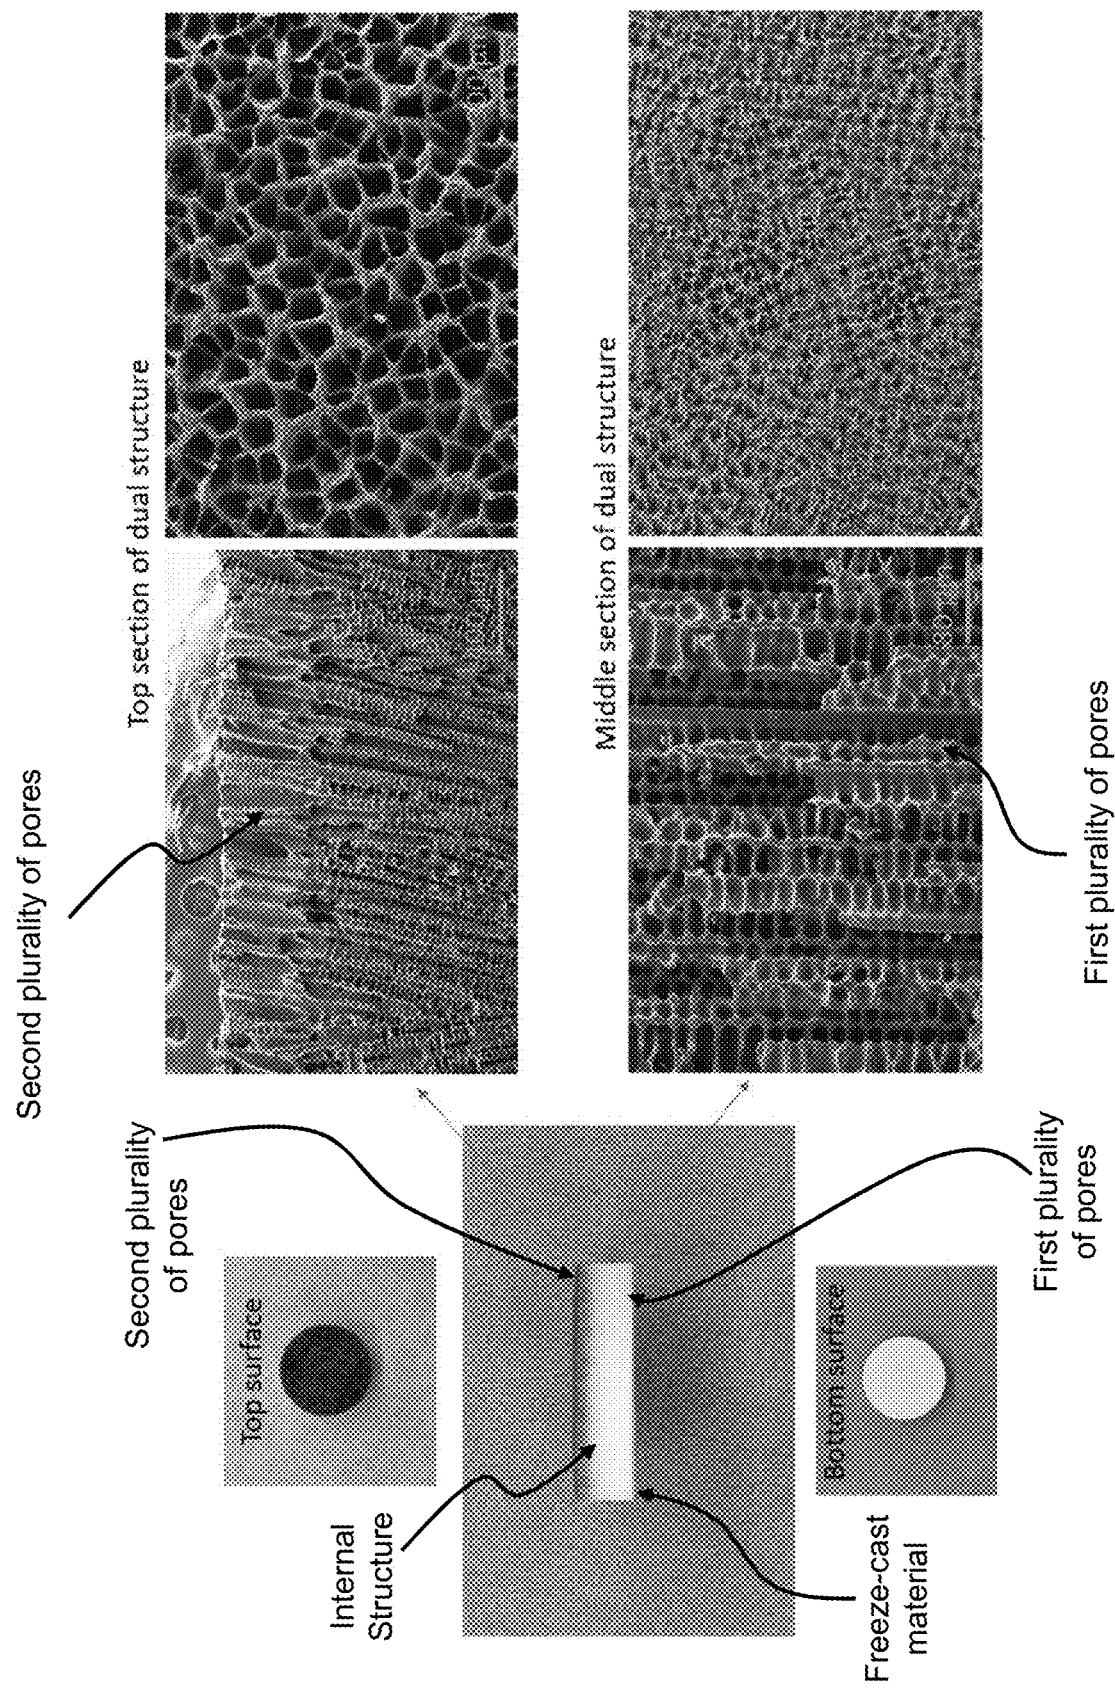 Second plurality of pores
Top section of dual structure
Second plurality
of pores
Top surface
Internal
Structure
Middle section of dual structure
First plurality of pores
First plurality
of pores
Bottom surface
Freeze-cast
material